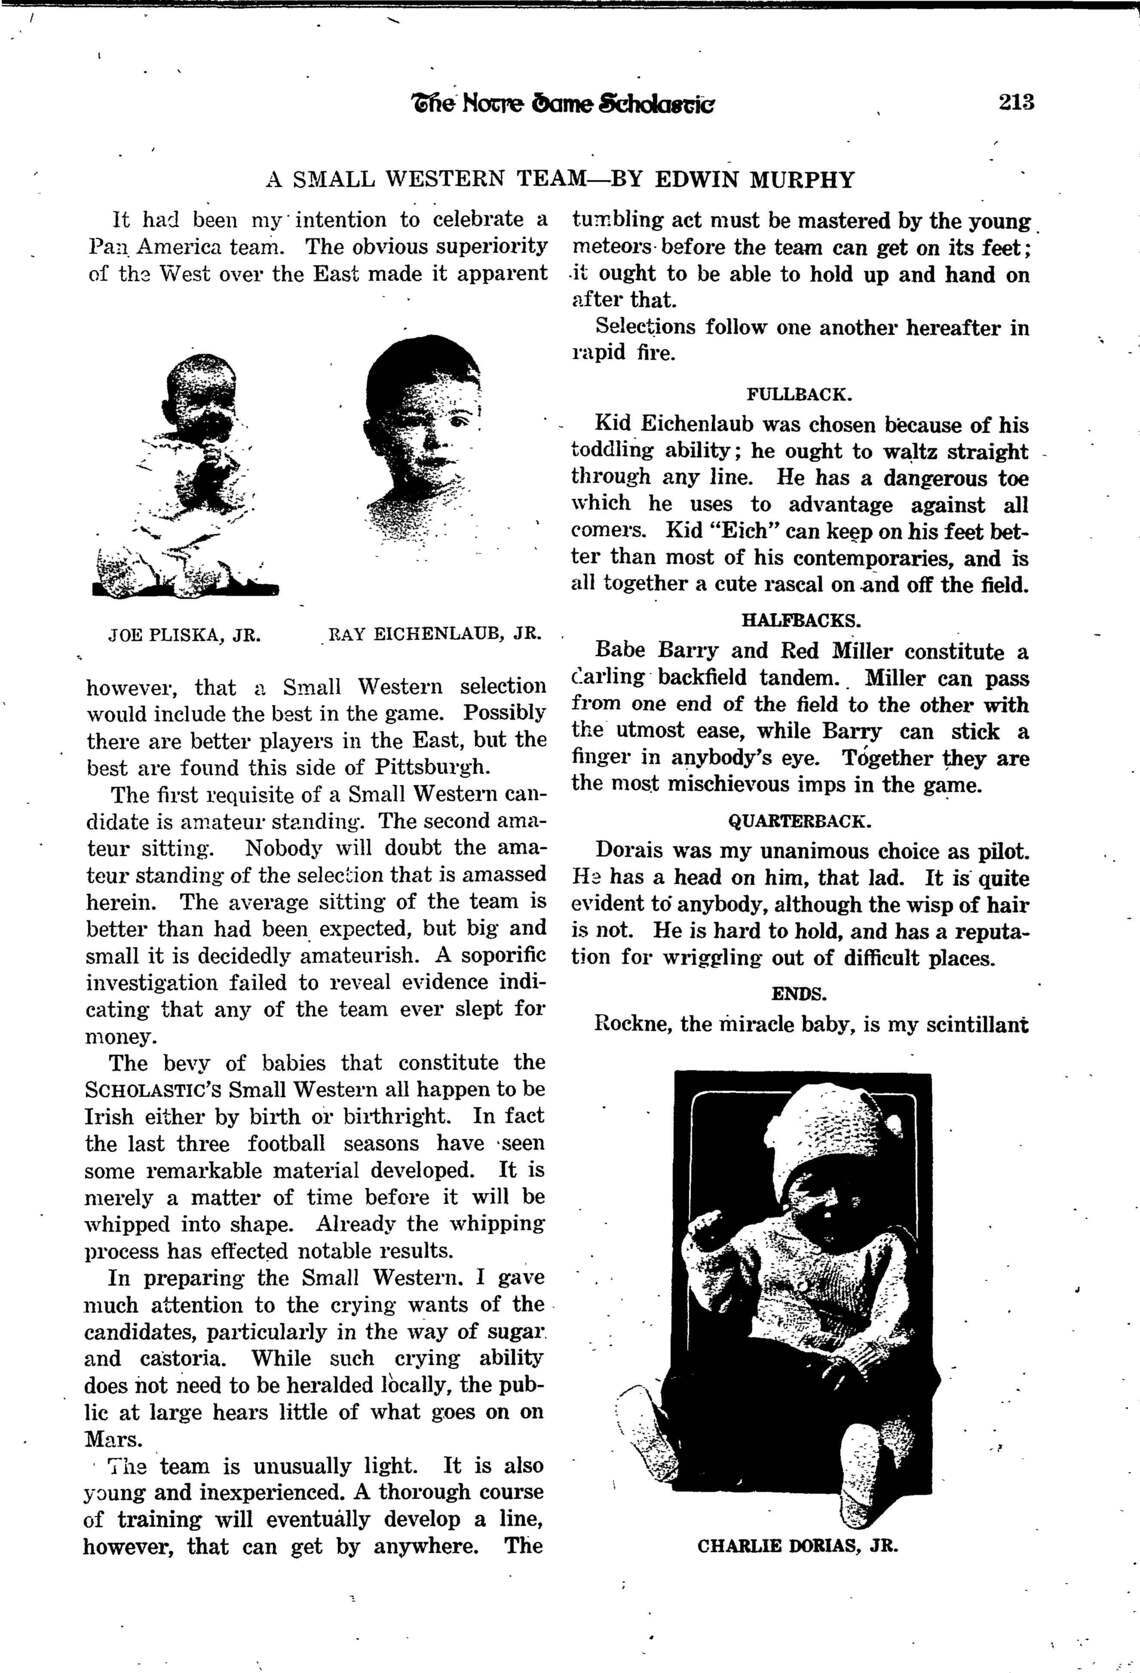 The Notre Dame Scholastic 213
A SMALL WESTERN TEAM—BY EDWIN MURPHY
It had been my intention to celebrate a
Pan America team. The obvious superiority
of the West over the East made it apparent
JOE PLISKA, JR. RAY EICHENLAUB, JR.
however, that a Small Western selection
would include the best in the game. Possibly
there are better players in the East, but the
best are found this side of Pittsburgh.
The first requisite of a Small Western can-
didate is amateur standing. The second ama-
teur sitting. Nobody will doubt the ama-
teur standing of the selection that is amassed
herein. The average sitting of the team is
better than had been expected, but big and
small it is decidedly amateurish. A soporific
investigation failed to reveal evidence indi-
cating that any of the team ever slept for
money.
The bevy of babies that constitute the
SCHOLASTIC'S Small Western all happen to be
Irish either by birth or birthright. In fact
the last three football seasons have seen
some remarkable material developed. It is
merely a matter of time before it will be
whipped into shape. Already the whipping
process has effected notable results.
In preparing the Small Western. I gave
much attention to the crying wants of the
candidates, particularly in the way of sugar
and castoria. While such crying ability
does not need to be heralded locally, the pub-
lic at large hears little of what goes on on
Mars.
The team is unusually light. It is also
young and inexperienced. A thorough course
of training will eventually develop a line,
however, that can get by anywhere. The
tumbling act must be mastered by the young
meteors before the team can get on its feet;
it ought to be able to hold up and hand on
after that.
Selections follow one another hereafter in
rapid fire.
FULLBACK.
Kid Eichenlaub was chosen because of his
toddling ability; he ought to waltz straight
through any line. He has a dangerous toe
which he uses to advantage against all
comers. Kid "Eich" can keep on his feet bet-
ter than most of his contemporaries, and is
all together a cute rascal on and off the field.
HALFBACKS.
Babe Barry and Red Miller constitute a
darling backfield tandem. Miller can pass
from one end of the field to the other with
the utmost ease, while Barry can stick a
finger in anybody's eye. Together they are
the most mischievous imps in the game.
QUARTERBACK.
Dorais was my unanimous choice as pilot.
He has a head on him, that lad. It is quite
evident to anybody, although the wisp of hair
is not. He is hard to hold, and has a reputa-
tion for wriggling out of difficult places.
ENDS.
Rockne, the miracle baby, is my scintillant
CHARLIE DORIAS, JR.